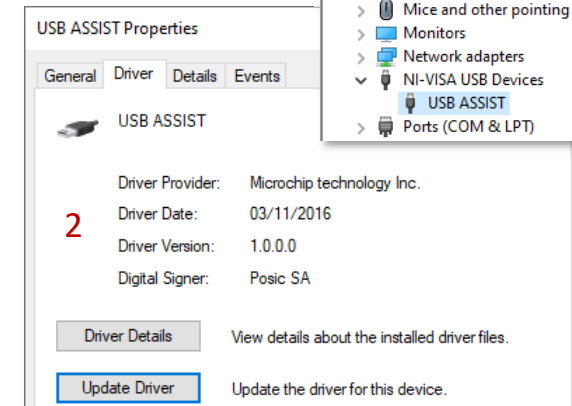 Mice and other pointing
Monitors
Network adapters
NI-VISA USB Devices
USB ASSIST
Ports (COM & LPT)
USB ASSIST Properties
General Driver Details Events
USB ASSIST
Driver Provider: Microchip technology Inc.
Driver Date: 03/11/2016
2
Driver Version: 1.0.0.0
Digital Signer: Posic SA
Driver Details View details about the installed driver files.
Update Driver Update the driver for this device.